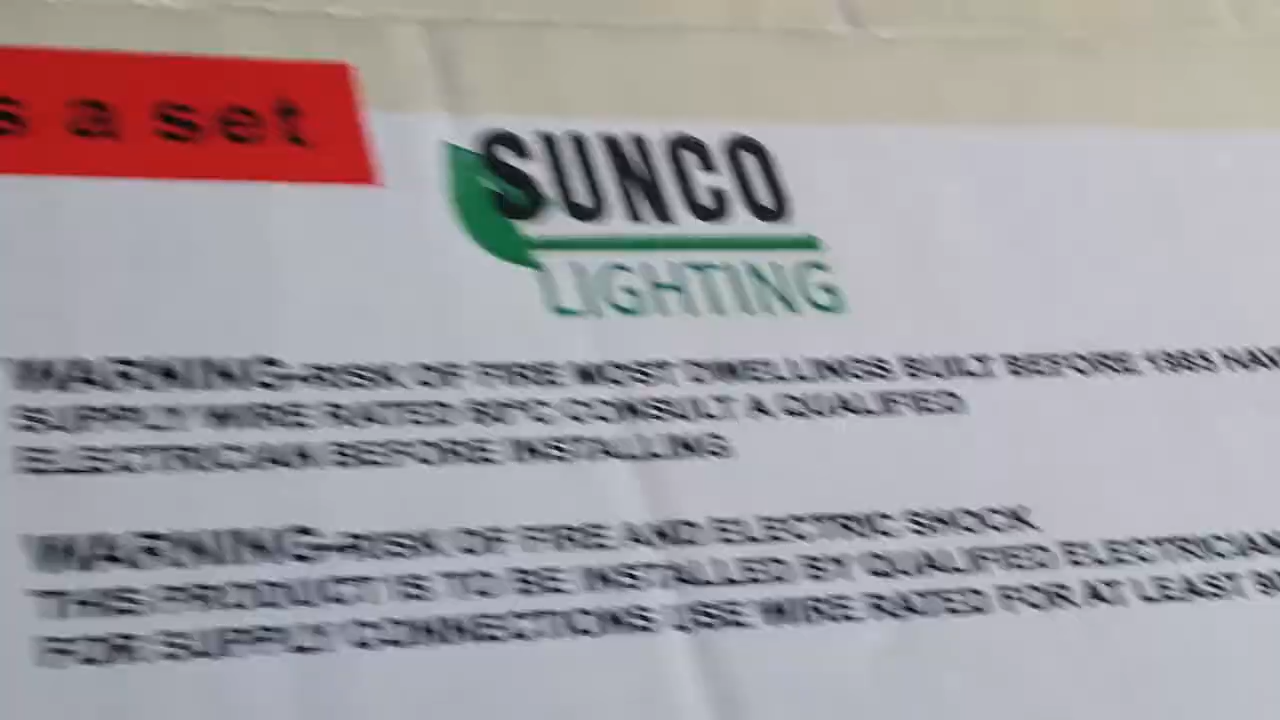 s a set
SUNCO
LIGHTING
WARNING-RISK OF FIRE MOST DWELLINGS BUILT BEFORE 1985 HAV
SUPPLY WIRE RATED 60°C CONSULT A QUALIFIED
ELECTRICIAN BEFORE INSTALLING
WARNING-RISK OF FIRE AND ELECTRIC SHOCK
THIS PRODUCT IS TO BE INSTALLED BY QUALIFIED ELECTRICIAN
FOR SUPPLY CONNECTIONS USE WIRE RATED FOR AT LEAST